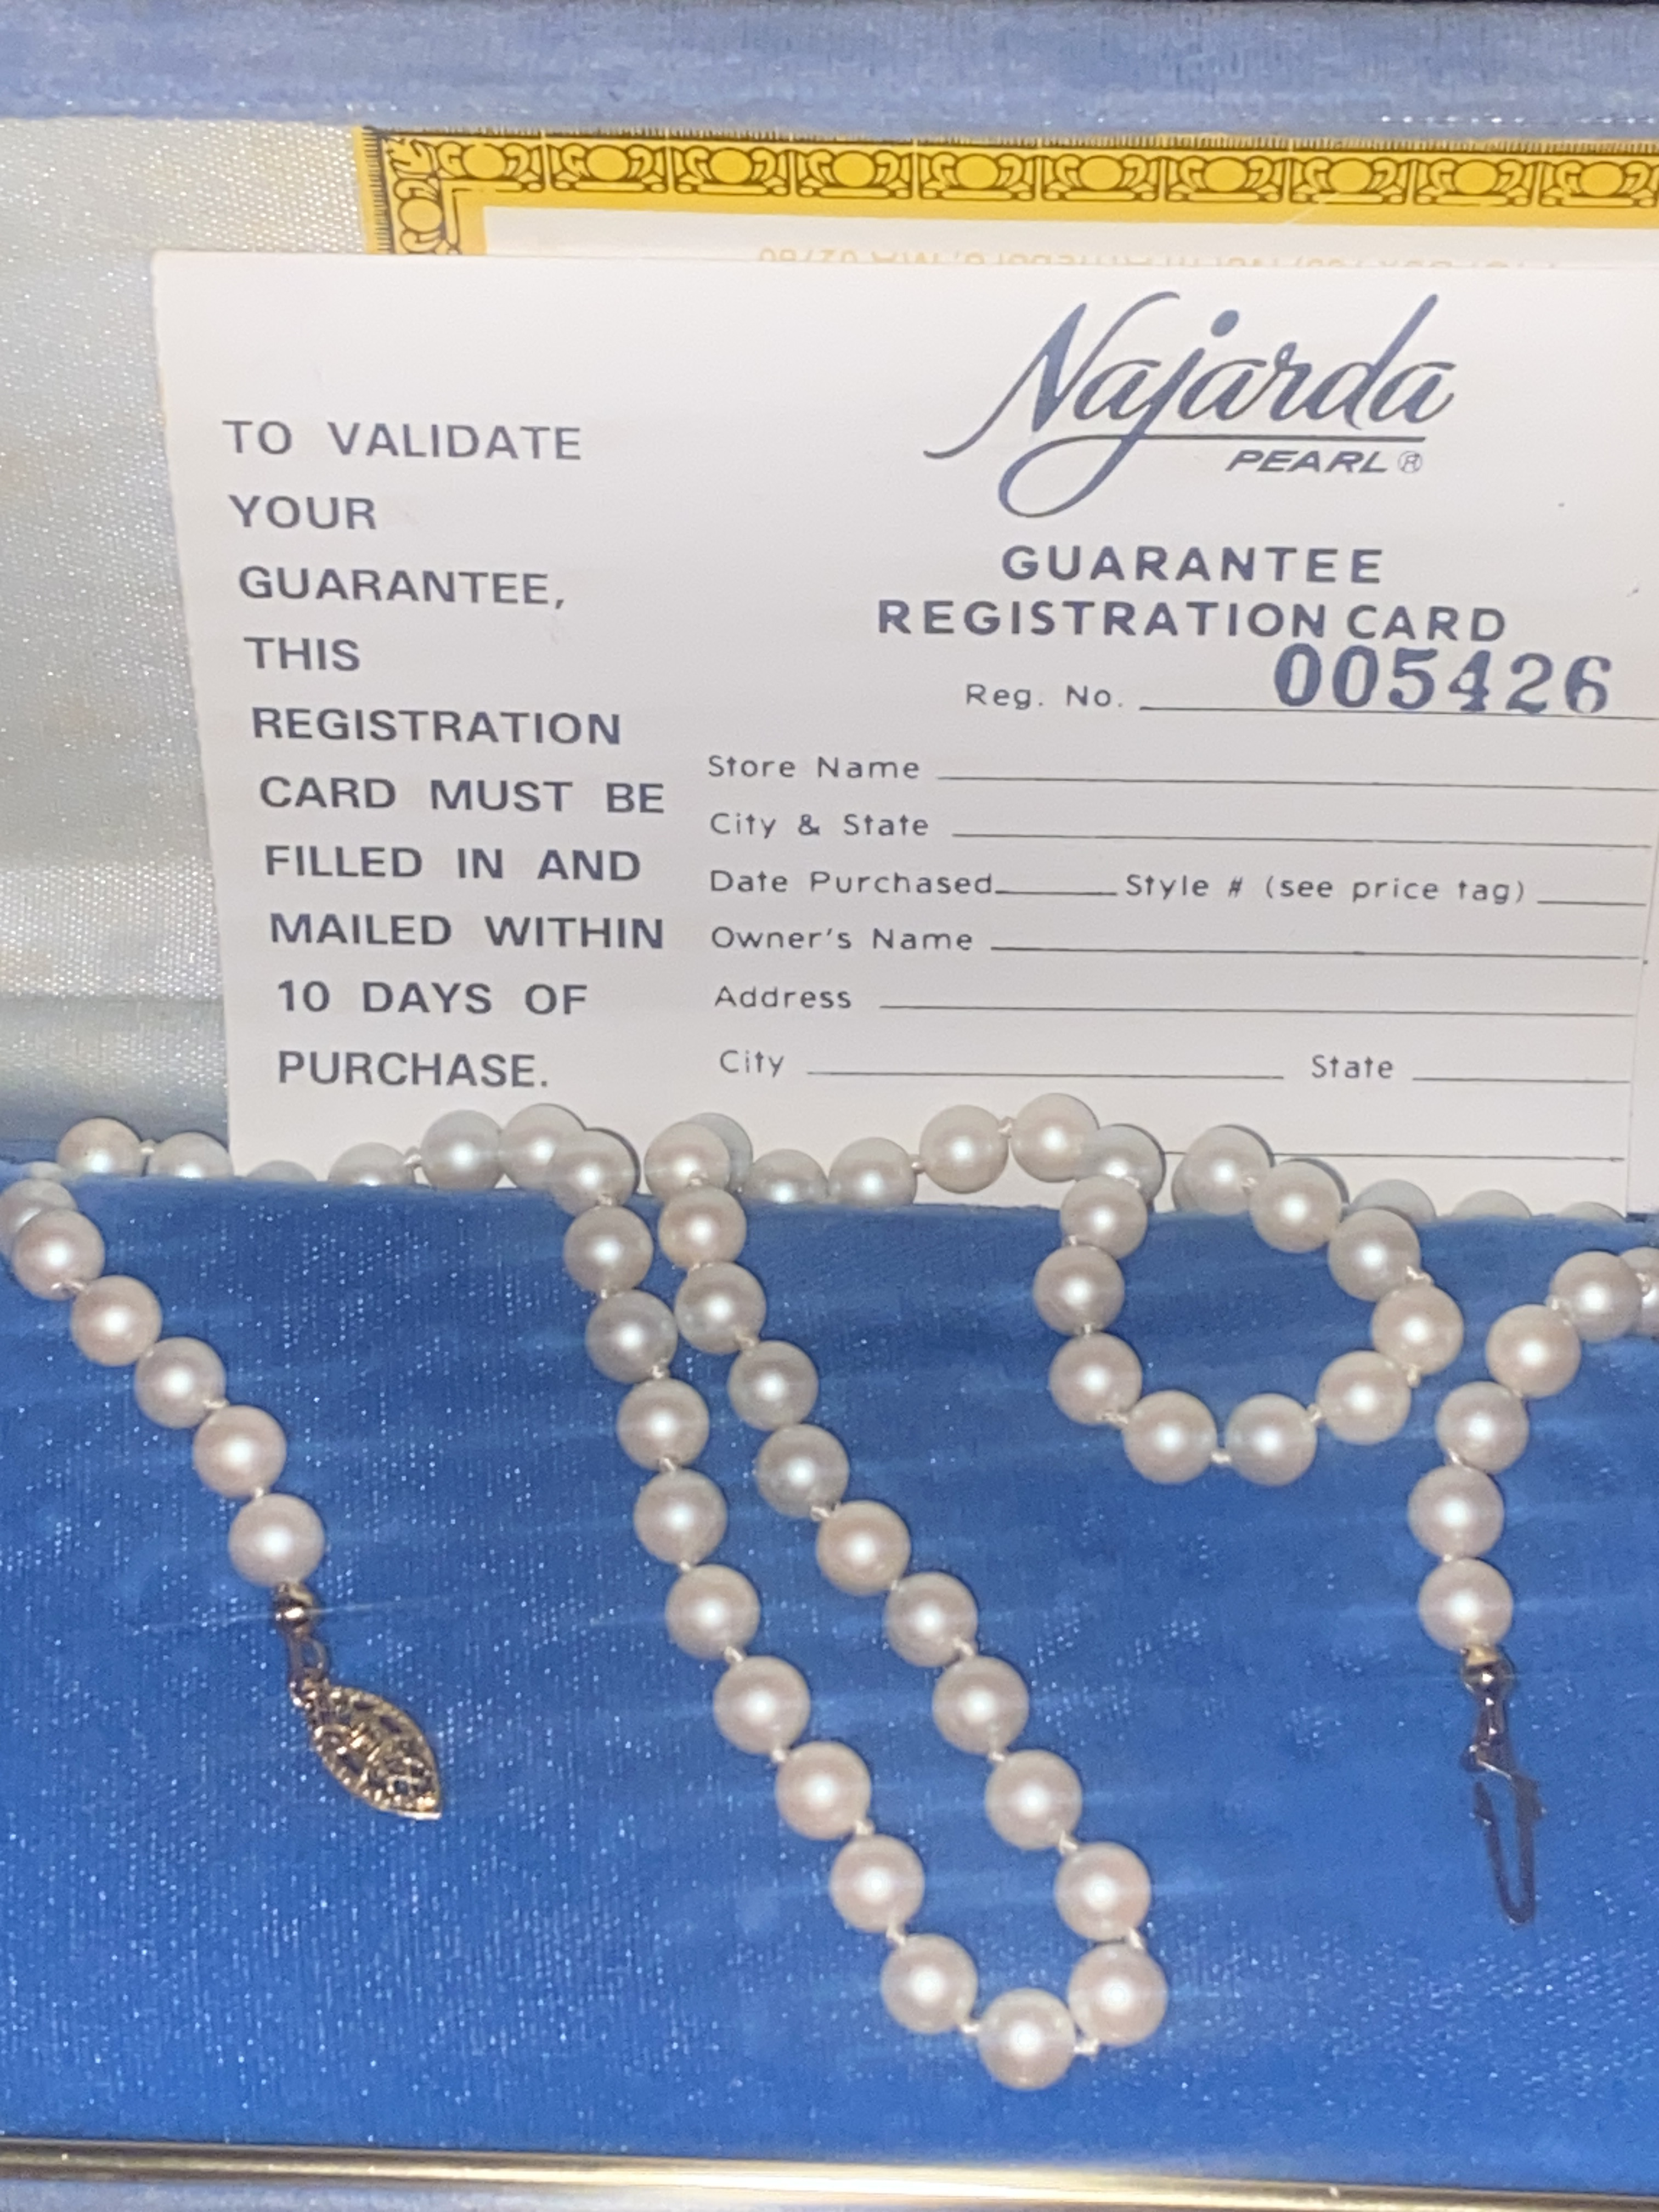 TO VALIDATE
YOUR
GUARANTEE,
THIS
REGISTRATION
CARD MUST BE
FILLED IN AND
MAILED WITHIN
10 DAYS OF
PURCHASE.
Najarda
PEARL®
GUARANTEE
REGISTRATION CARD
Reg. No. 005426
Store Name
City & State
Date Purchased Style # (see price tag)
Owner's Name
Address
City State